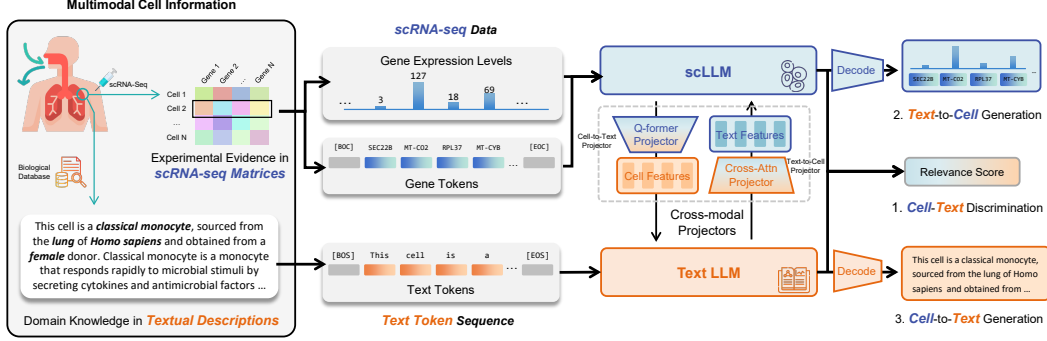 Multimodal Cell Information
scRNA-Seq
Gene 1
Gene 2
...
Gene N
Cell 1
Cell 2
...
Cell N
Experimental Evidence in
scRNA-seq Matrices
Biological
Database
This cell is a classical monocyte, sourced from
the lung of Homo sapiens and obtained from a
female donor. Classical monocyte is a monocyte
that responds rapidly to microbial stimuli by
secreting cytokines and antimicrobial factors ...
Domain Knowledge in Textual Descriptions
scRNA-seq Data
Gene Expression Levels
... 3 127 18 69 ...
[BOC] SEC22B MT-CO2 RPL37 MT-CYB ... [EOC]
Gene Tokens
[BOS] This cell is a ... [EOS]
Text Tokens
Text Token Sequence
scLLM
Cell-to-Text
Projector
Q-former
Projector
Cell Features
Text Features
Cross-Attn
Projector
Text-to-Cell
Projector
Cross-modal
Projectors
Text LLM
Decode
SEC22B MT-CO2 RPL37 MT-CYB ...
2. Text-to-Cell Generation
Relevance Score
1. Cell-Text Discrimination
Decode
This cell is a classical monocyte,
sourced from the lung of Homo
sapiens and obtained from ...
3. Cell-to-Text Generation